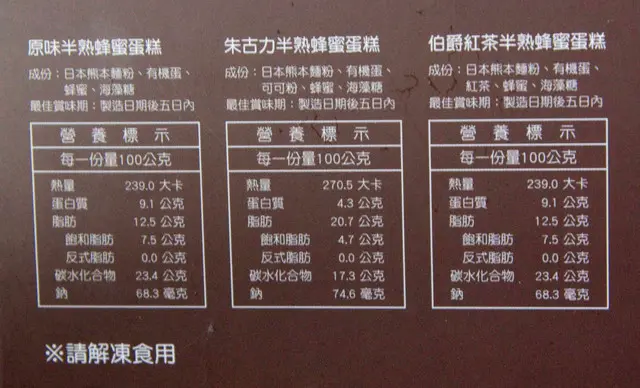 原味半熟蜂蜜蛋糕
成份：日本熊本麵粉、有機蛋、
蜂蜜、海藻糖
最佳賞味期：製造日期後五日內
營養標示
每一份量100公克
熱量 239.0 大卡
蛋白質 9.1 公克
脂肪 12.5 公克
飽和脂肪 7.5 公克
反式脂肪 0.0 公克
碳水化合物 23.4 公克
鈉 68.3 毫克
朱古力半熟蜂蜜蛋糕
成份：日本熊本麵粉、有機蛋、
可可粉、蜂蜜、海藻糖
最佳賞味期：製造日期後五日內
營養標示
每一份量100公克
熱量 270.5 大卡
蛋白質 4.3 公克
脂肪 20.7 公克
飽和脂肪 4.7 公克
反式脂肪 0.0 公克
碳水化合物 17.3 公克
鈉 74.6 毫克
伯爵紅茶半熟蜂蜜蛋糕
成份：日本熊本麵粉、有機蛋、
紅茶、蜂蜜、海藻糖
最佳賞味期：製造日期後五日內
營養標示
每一份量100公克
熱量 239.0 大卡
蛋白質 9.1 公克
脂肪 12.5 公克
飽和脂肪 7.5 公克
反式脂肪 0.0 公克
碳水化合物 23.4 公克
鈉 68.3 毫克
※請解凍食用